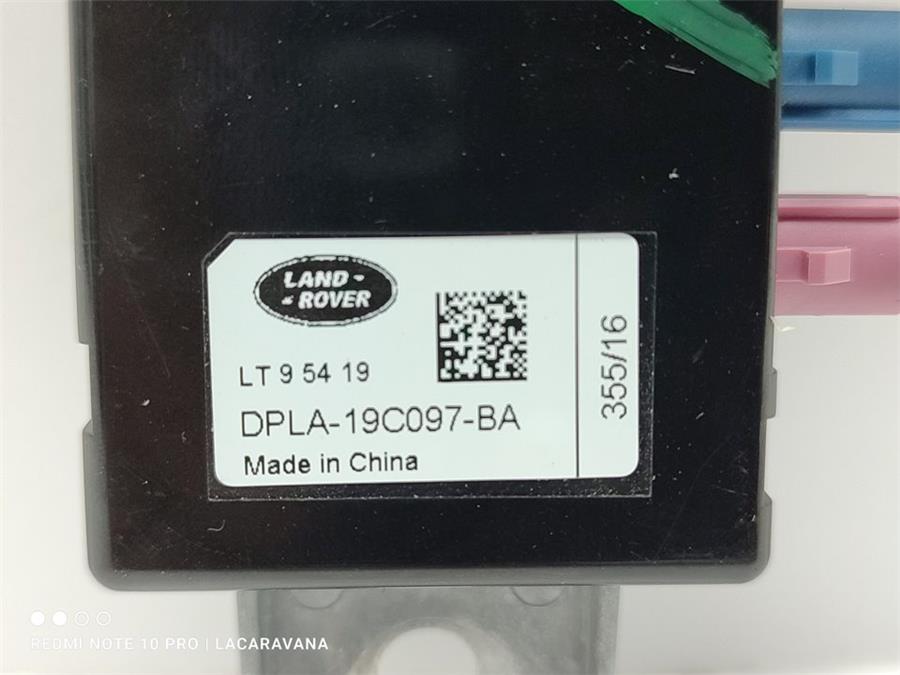 LAND -
- ROVER
LT 9 54 19
DPLA-19C097-BA
Made in China
355/16
REDMI NOTE 10 PRO | LACARAVANA